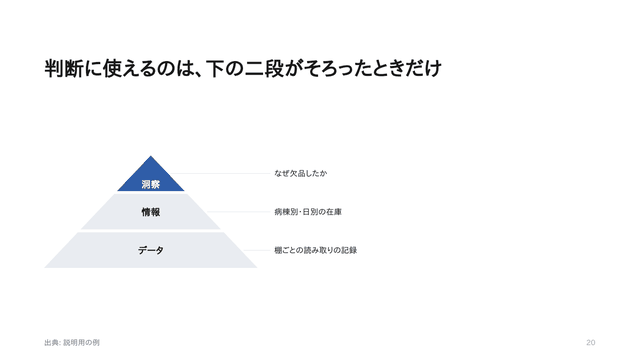 判断に使えるのは、下の二段がそろったときだけ
洞察
なぜ欠品したか
情報
病棟別・日別の在庫
データ
棚ごとの読み取りの記録
出典: 説明用の例
20